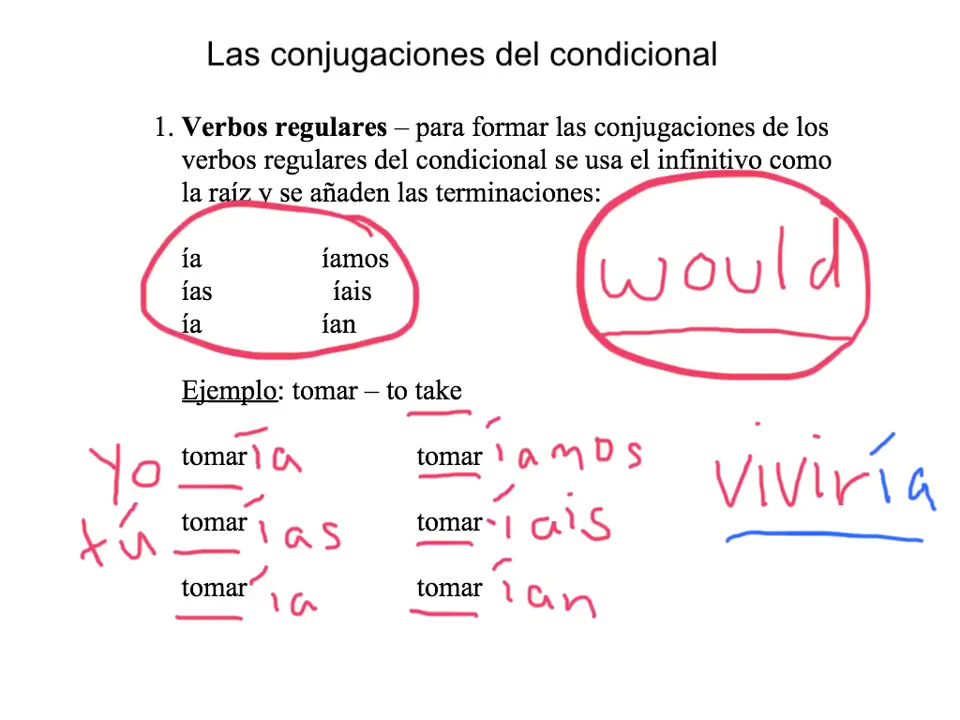 Las conjugaciones del condicional
1. Verbos regulares – para formar las conjugaciones de los
verbos regulares del condicional se usa el infinitivo como
la raíz y se añaden las terminaciones:
ía íamos
ías íais
ía ían
would
Ejemplo: tomar – to take
yo tomaría tomaríamos
tú tomarías tomaríais
tomaría tomarían
viviría